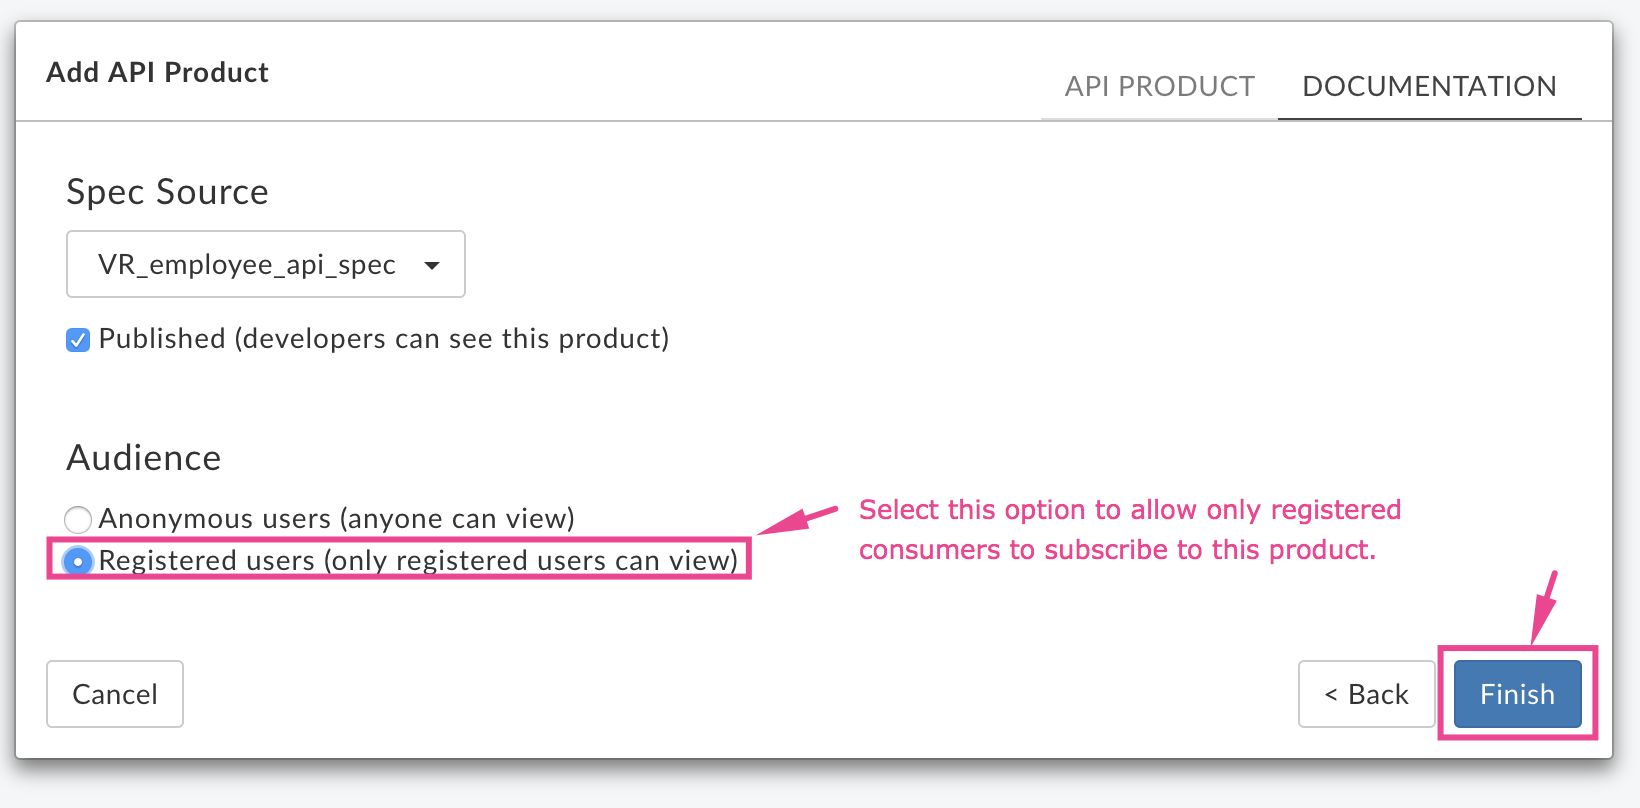 Add API Product
API PRODUCT
DOCUMENTATION
Spec Source
VR_employee_api_spec
Published (developers can see this product)
Audience
Anonymous users (anyone can view)
Registered users (only registered users can view)
Select this option to allow only registered
consumers to subscribe to this product.
Cancel
< Back
Finish